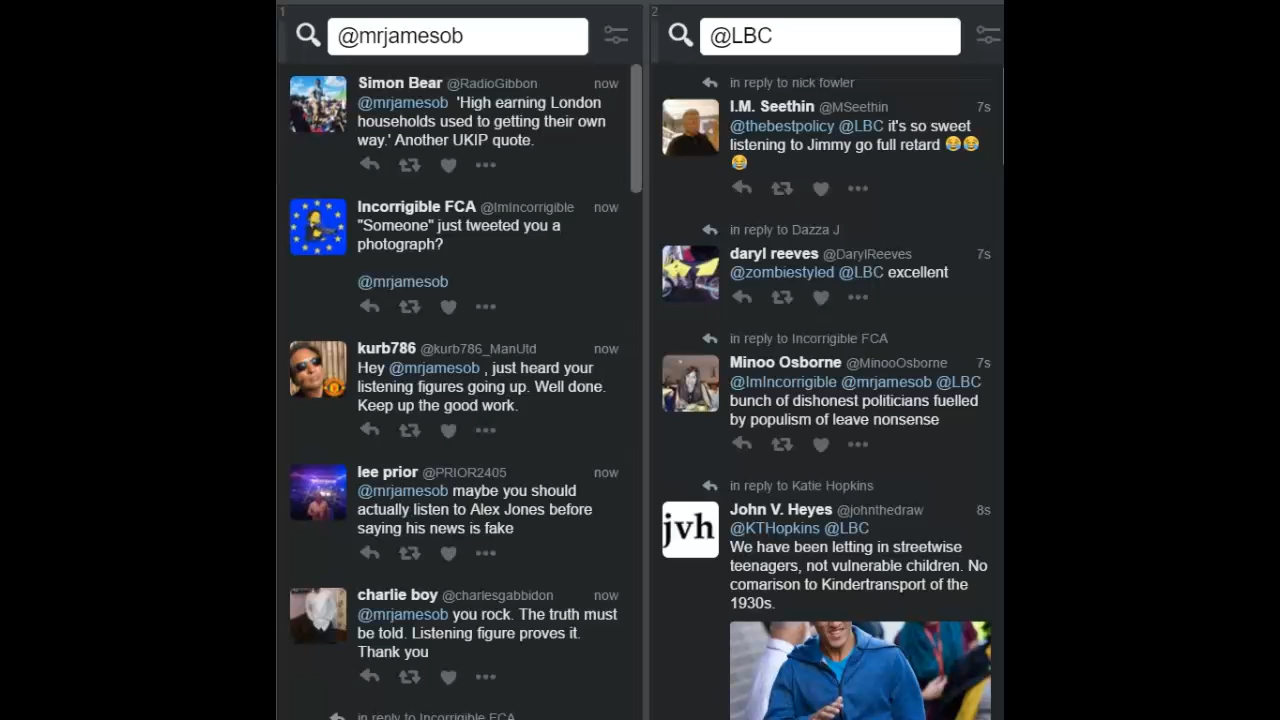 1
@mrjamesob
Simon Bear @RadioGibbon now
@mrjamesob 'High earning London
households used to getting their own
way.' Another UKIP quote.
Incorrigible FCA @ImIncorrigible now
"Someone" just tweeted you a
photograph?
@mrjamesob
kurb786 @kurb786_ManUtd now
Hey @mrjamesob , just heard your
listening figures going up. Well done.
Keep up the good work.
lee prior @PRIOR2405 now
@mrjamesob maybe you should
actually listen to Alex Jones before
saying his news is fake
charlie boy @charlesgabbidon now
@mrjamesob you rock. The truth must
be told. Listening figure proves it.
Thank you
in reply to Incorrigible FCA
2
@LBC
in reply to nick fowler
I.M. Seethin @MSeethin 7s
@thebestpolicy @LBC it's so sweet
listening to Jimmy go full retard 😂😂
😂
in reply to Dazza J
daryl reeves @DarylReeves 7s
@zombiestyled @LBC excellent
in reply to Incorrigible FCA
Minoo Osborne @MinooOsborne 7s
@ImIncorrigible @mrjamesob @LBC
bunch of dishonest politicians fuelled
by populism of leave nonsense
in reply to Katie Hopkins
John V. Heyes @johnthedraw 8s
jvh
@KTHopkins @LBC
We have been letting in streetwise
teenagers, not vulnerable children. No
comarison to Kindertransport of the
1930s.